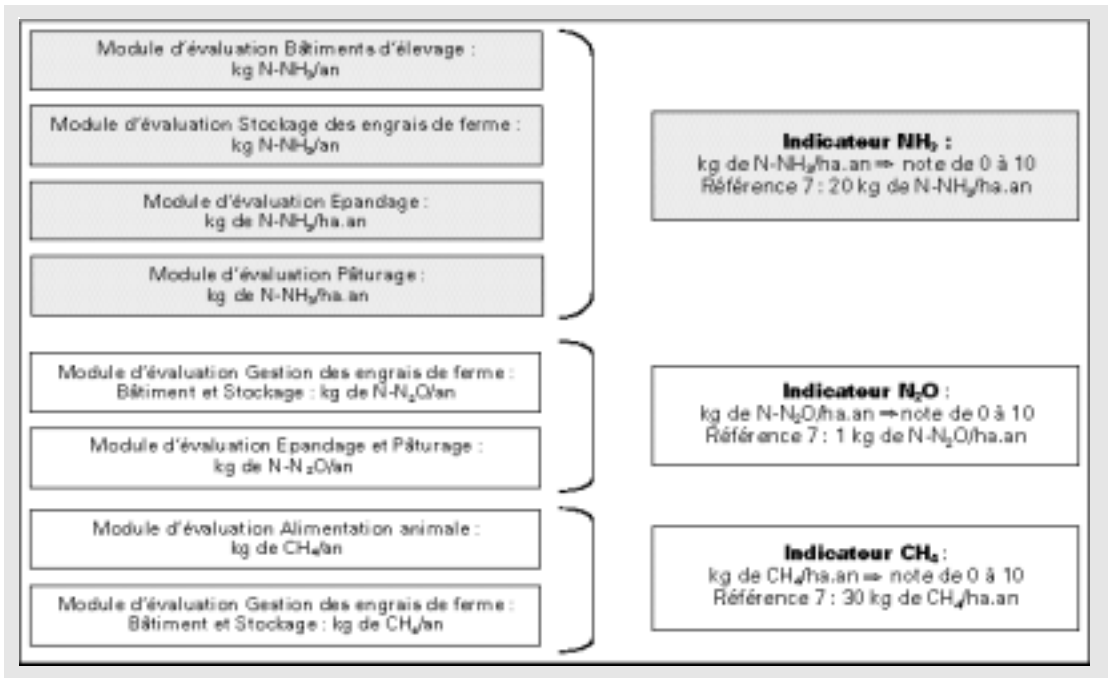 Module d'évaluation Bâtiments d'élevage :
kg N-NH₃/an
Module d'évaluation Stockage des engrais de ferme :
kg N-NH₃/an
Module d'évaluation Epandage :
kg de N-NH₃/ha.an
Module d'évaluation Pâturage :
kg de N-NH₃/ha.an
Indicateur NH₃ :
kg de N-NH₃/ha.an ⇒ note de 0 à 10
Référence 7 : 20 kg de N-NH₃/ha.an
Module d'évaluation Gestion des engrais de ferme :
Bâtiment et Stockage : kg de N-N₂O/an
Module d'évaluation Epandage et Pâturage :
kg de N-N₂O/an
Indicateur N₂O :
kg de N-N₂O/ha.an ⇒ note de 0 à 10
Référence 7 : 1 kg de N-N₂O/ha.an
Module d'évaluation Alimentation animale :
kg de CH₄/an
Module d'évaluation Gestion des engrais de ferme :
Bâtiment et Stockage : kg de CH₄/an
Indicateur CH₄ :
kg de CH₄/ha.an ⇒ note de 0 à 10
Référence 7 : 30 kg de CH₄/ha.an